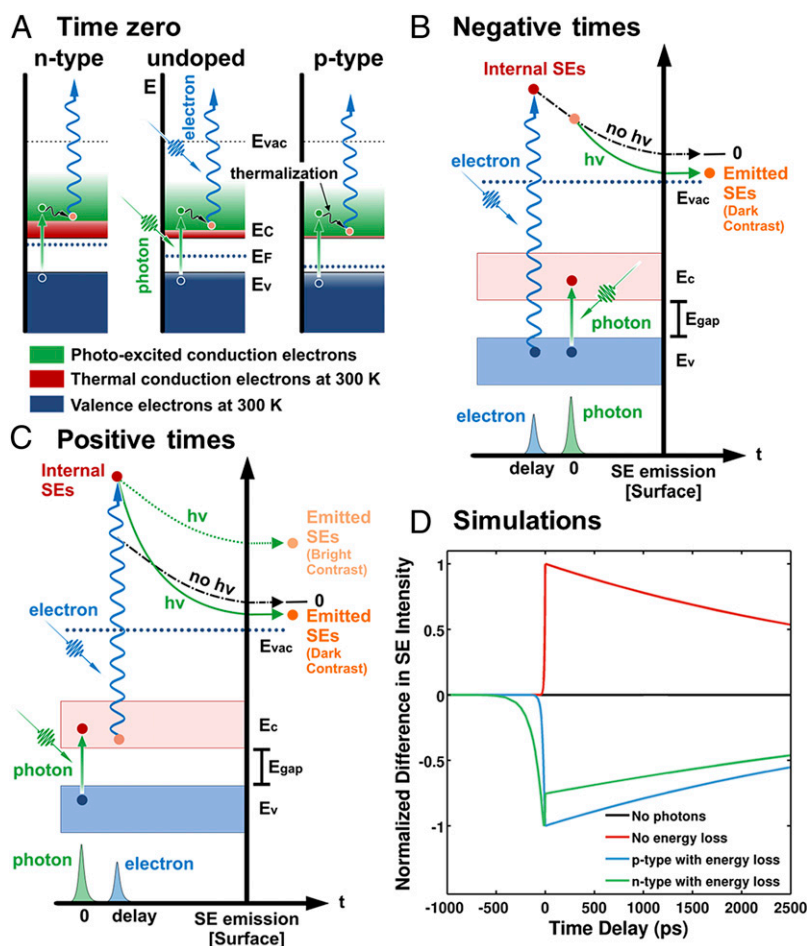 A Time zero
n-type undoped p-type
E
electron
Evac
thermalization
photon
EC
EF
Ev
Photo-excited conduction electrons
Thermal conduction electrons at 300 K
Valence electrons at 300 K
B Negative times
Internal SEs
no hv
hv
0
electron
Emitted
SEs
(Dark
Contrast)
Evac
Ec
photon
Egap
Ev
electron
photon
delay 0 SE emission
[Surface]
t
C Positive times
Internal
SEs
hv
Emitted
SEs
(Bright
Contrast)
no hv
0
hv
Emitted
SEs
(Dark
Contrast)
electron
Evac
Ec
photon
Egap
Ev
photon
electron
0 delay SE emission
[Surface]
t
D Simulations
Normalized Difference in SE Intensity
1
0.5
0
-0.5
-1
No photons
No energy loss
p-type with energy loss
n-type with energy loss
-1000 -500 0 500 1000 1500 2000 2500
Time Delay (ps)